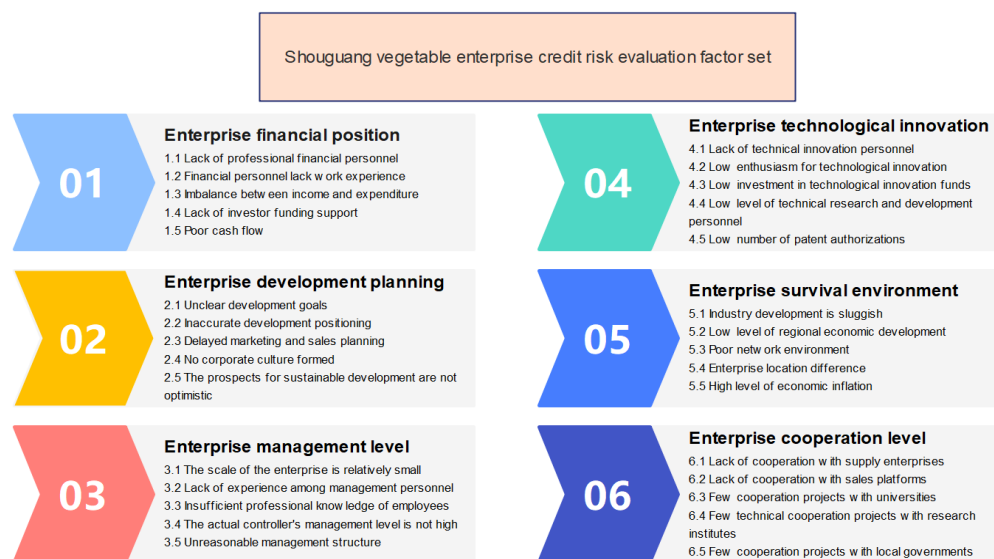 Shouguang vegetable enterprise credit risk evaluation factor set
01
Enterprise financial position
1.1 Lack of professional financial personnel
1.2 Financial personnel lack work experience
1.3 Imbalance between income and expenditure
1.4 Lack of investor funding support
1.5 Poor cash flow
02
Enterprise development planning
2.1 Unclear development goals
2.2 Inaccurate development positioning
2.3 Delayed marketing and sales planning
2.4 No corporate culture formed
2.5 The prospects for sustainable development are not
optimistic
03
Enterprise management level
3.1 The scale of the enterprise is relatively small
3.2 Lack of experience among management personnel
3.3 Insufficient professional knowledge of employees
3.4 The actual controller's management level is not high
3.5 Unreasonable management structure
04
Enterprise technological innovation
4.1 Lack of technical innovation personnel
4.2 Low enthusiasm for technological innovation
4.3 Low investment in technological innovation funds
4.4 Low level of technical research and development
personnel
4.5 Low number of patent authorizations
05
Enterprise survival environment
5.1 Industry development is sluggish
5.2 Low level of regional economic development
5.3 Poor network environment
5.4 Enterprise location difference
5.5 High level of economic inflation
06
Enterprise cooperation level
6.1 Lack of cooperation with supply enterprises
6.2 Lack of cooperation with sales platforms
6.3 Few cooperation projects with universities
6.4 Few technical cooperation projects with research
institutes
6.5 Few cooperation projects with local governments